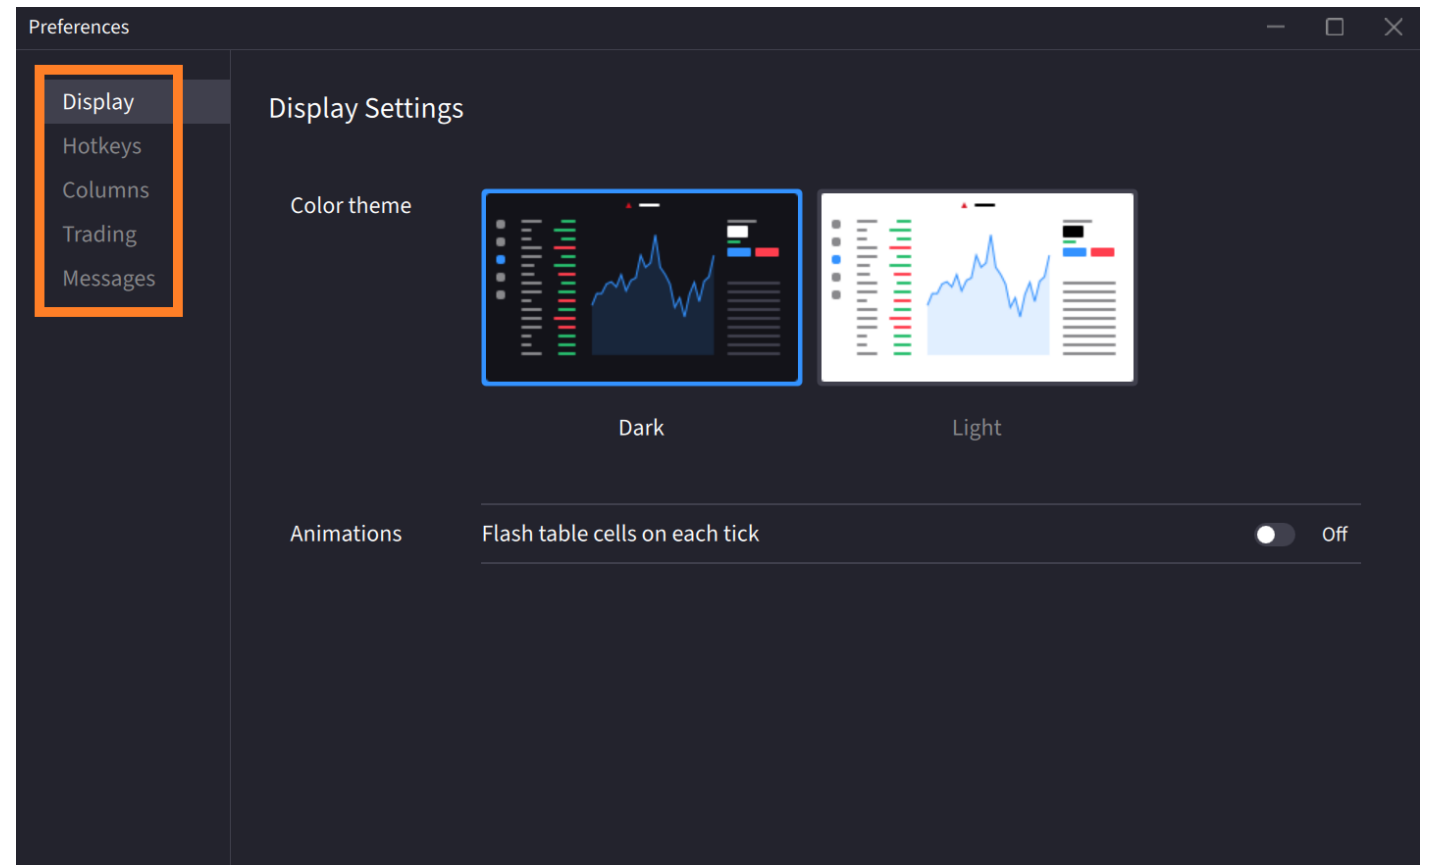 Preferences
Display
Hotkeys
Columns
Trading
Messages
Display Settings
Color theme
Dark
Light
Animations
Flash table cells on each tick
Off